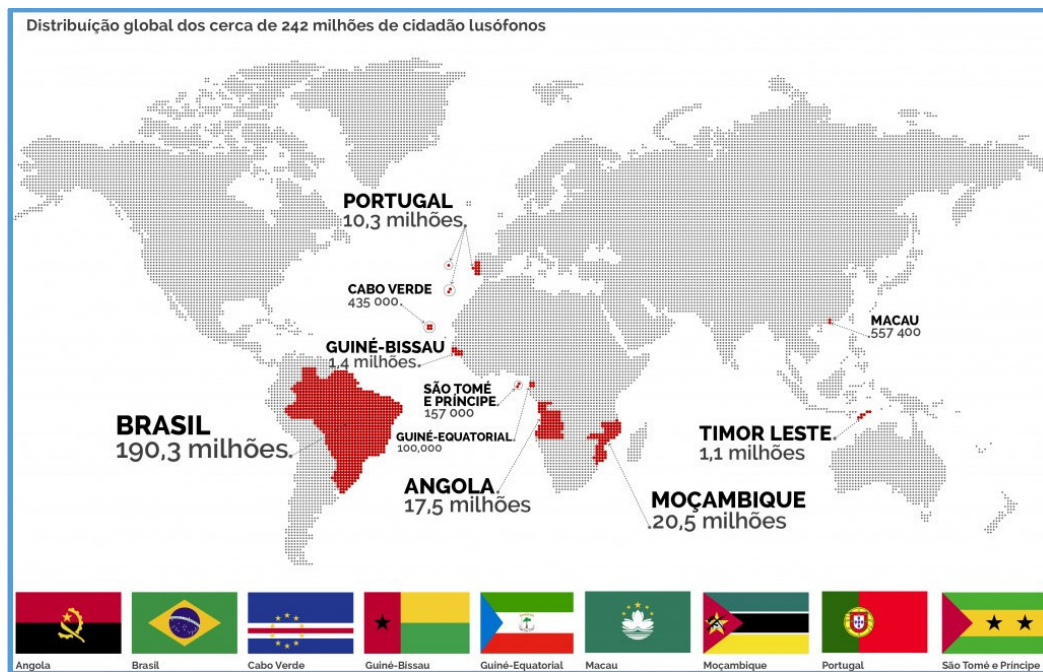 Distribuíção global dos cerca de 242 milhões de cidadão lusófonos
PORTUGAL
10,3 milhões
CABO VERDE
435 000
MACAU
557 400
GUINÉ-BISSAU
1,4 milhões
SÃO TOMÉ
E PRÍNCIPE
157 000
BRASIL
190,3 milhões
GUINÉ-EQUATORIAL
100,000
TIMOR LESTE
1,1 milhões
ANGOLA
17,5 milhões
MOÇAMBIQUE
20,5 milhões
Angola
Brasil
Cabo Verde
Guiné-Bissau
Guiné-Equatorial
Macau
Moçambique
Portugal
São Tomé e Príncipe